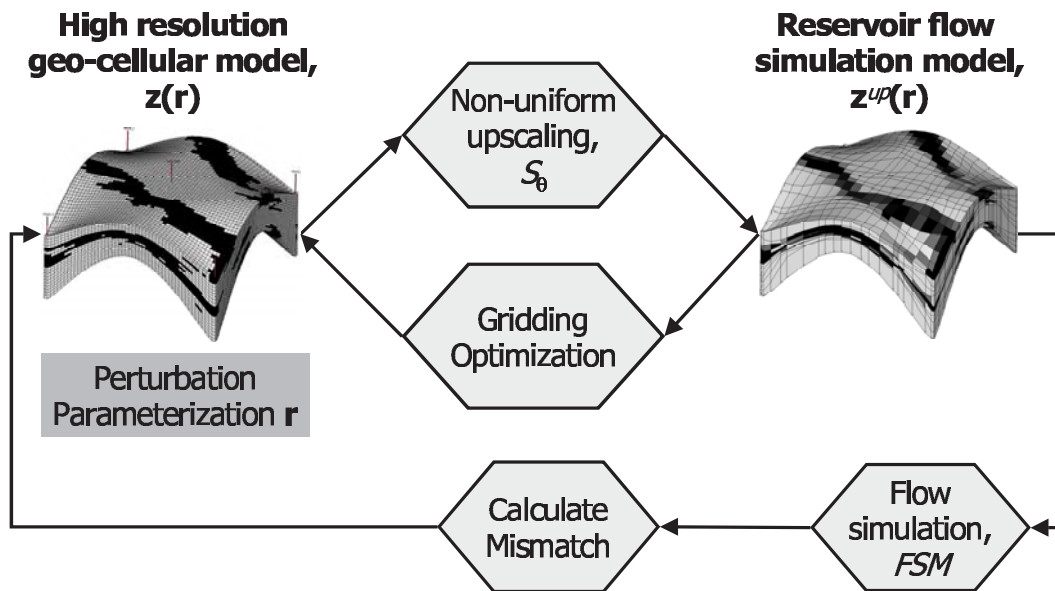 High resolution
geo-cellular model,
z(r)
Non-uniform
upscaling,
Sθ
Reservoir flow
simulation model,
z^up(r)
Gridding
Optimization
Perturbation
Parameterization r
Calculate
Mismatch
Flow
simulation,
FSM